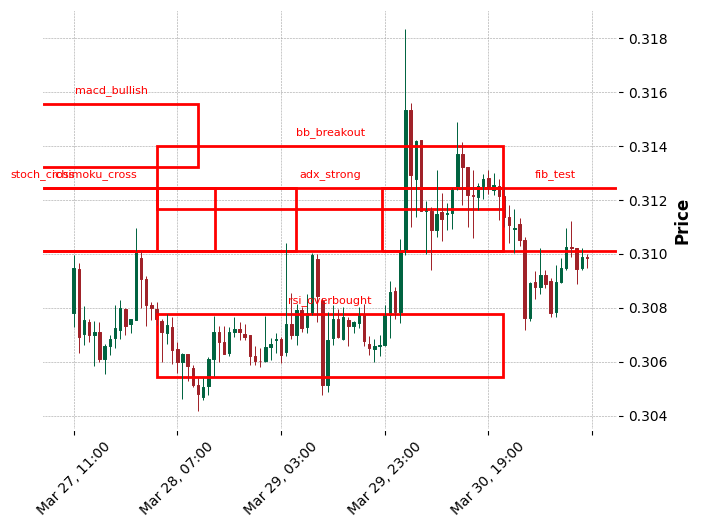 0.318
macd_bullish
0.316
bb_breakout
0.314
stoch_cross
ichimoku_cross
adx_strong
fib_test
0.312
Price
0.310
rsi_overbought
0.308
0.306
0.304
Mar 27, 11:00
Mar 28, 07:00
Mar 29, 03:00
Mar 29, 23:00
Mar 30, 19:00